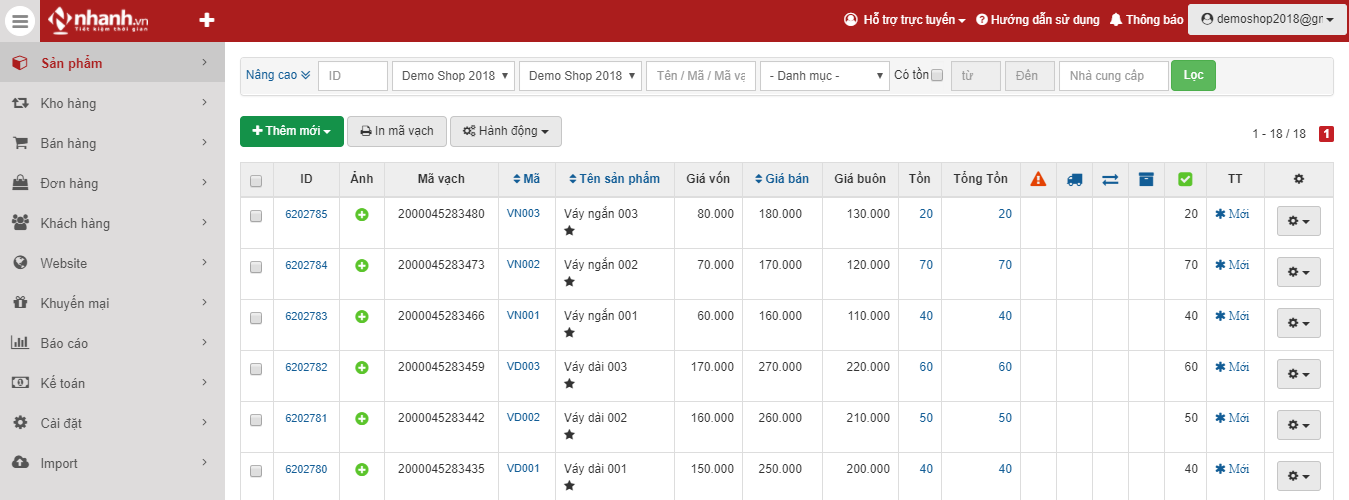 nhanh.vn
Tiết kiệm thời gian
Hỗ trợ trực tuyến
Hướng dẫn sử dụng
Thông báo
demoshop2018@gr
Sản phẩm
Kho hàng
Bán hàng
Đơn hàng
Khách hàng
Website
Khuyến mại
Báo cáo
Kế toán
Cài đặt
Import
Nâng cao ID Demo Shop 2018 Demo Shop 2018 Tên / Mã / Mã vạ - Danh mục - Có tồn từ Đến Nhà cung cấp Lọc
Thêm mới In mã vạch Hành động 1 - 18 / 18 1
ID Ảnh Mã vạch Mã Tên sản phẩm Giá vốn Giá bán Giá buôn Tồn Tổng Tồn TT
6202785 2000045283480 VN003 Váy ngắn 003 80.000 180.000 130.000 20 20 20 Mới
6202784 2000045283473 VN002 Váy ngắn 002 70.000 170.000 120.000 70 70 70 Mới
6202783 2000045283466 VN001 Váy ngắn 001 60.000 160.000 110.000 40 40 40 Mới
6202782 2000045283459 VD003 Váy dài 003 170.000 270.000 220.000 60 60 60 Mới
6202781 2000045283442 VD002 Váy dài 002 160.000 260.000 210.000 50 50 50 Mới
6202780 2000045283435 VD001 Váy dài 001 150.000 250.000 200.000 40 40 40 Mới